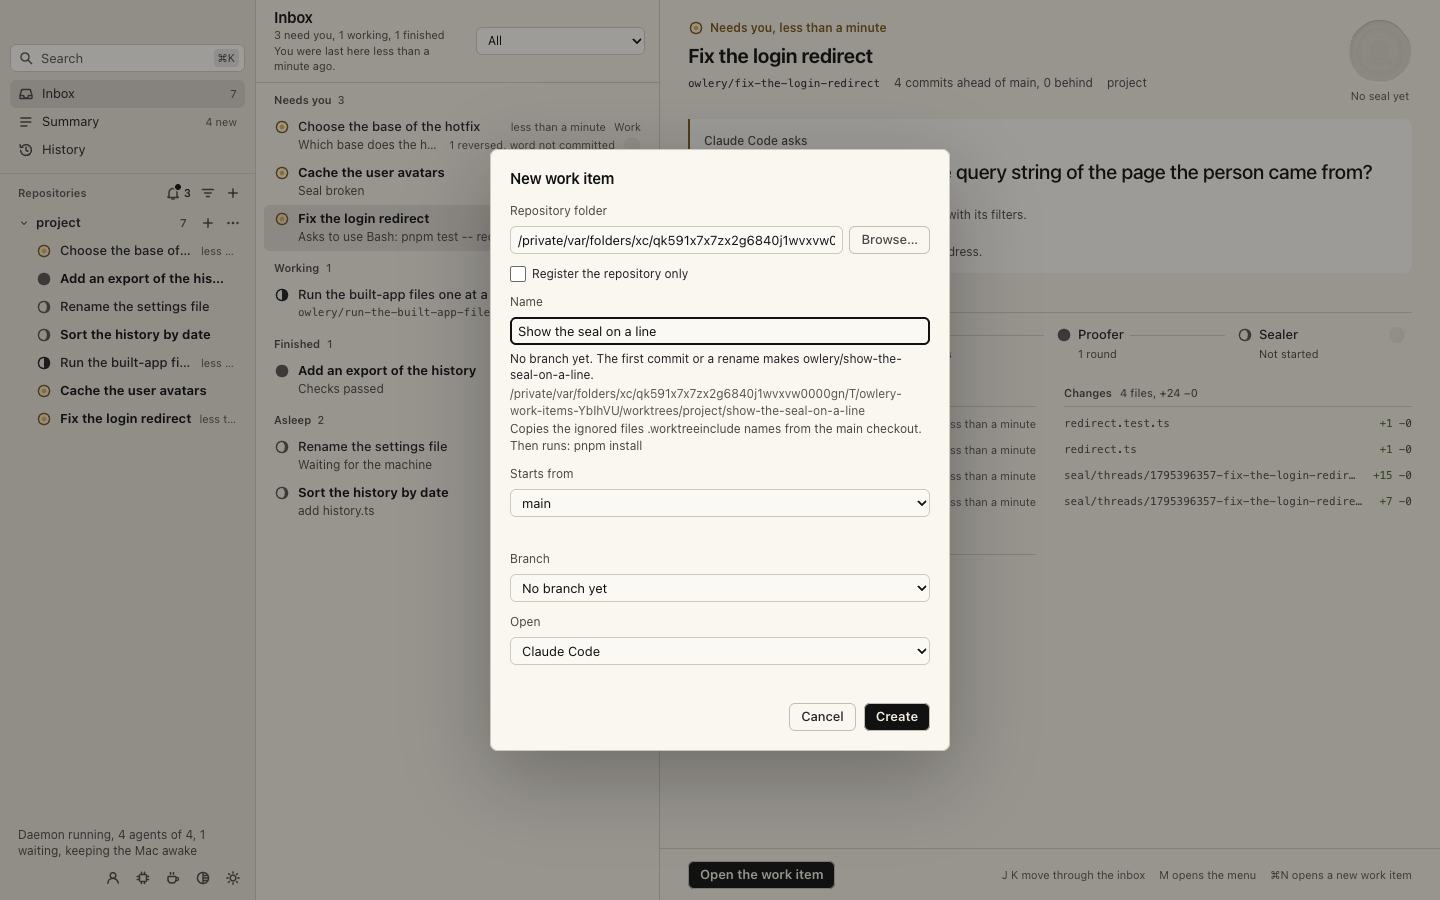 Search ⌘K
Inbox 7
Summary 4 new
History
Repositories 3
project 7
Choose the base of... less ...
Add an export of the his...
Rename the settings file
Sort the history by date
Run the built-app fi... less ...
Cache the user avatars
Fix the login redirect less t...
Daemon running, 4 agents of 4, 1
waiting, keeping the Mac awake
Inbox
3 need you, 1 working, 1 finished
You were last here less than a
minute ago.
All
Needs you 3
Choose the base of the hotfix less than a minute Work
Which base does the h... 1 reversed, word not committed
Cache the user avatars
Seal broken
Fix the login redirect
Asks to use Bash: pnpm test -- re
Working 1
Run the built-app files one at a
owlery/run-the-built-app-file
Finished 1
Add an export of the history
Checks passed
Asleep 2
Rename the settings file
Waiting for the machine
Sort the history by date
add history.ts
New work item
Repository folder
/private/var/folders/xc/qk591x7x7zx2g6840j1wvxvw0 Browse...
Register the repository only
Name
Show the seal on a line
No branch yet. The first commit or a rename makes owlery/show-the-
seal-on-a-line.
/private/var/folders/xc/qk591x7x7zx2g6840j1wvxvw0000gn/T/owlery-
work-items-YblhVU/worktrees/project/show-the-seal-on-a-line
Copies the ignored files .worktreeinclude names from the main checkout.
Then runs: pnpm install
Starts from
main
Branch
No branch yet
Open
Claude Code
Cancel Create
Needs you, less than a minute
Fix the login redirect
owlery/fix-the-login-redirect 4 commits ahead of main, 0 behind project
No seal yet
Claude Code asks
query string of the page the person came from?
with its filters.
dress.
Proofer
1 round
Sealer
Not started
Changes 4 files, +24 −0
ss than a minute
redirect.test.ts +1 −0
ss than a minute
redirect.ts +1 −0
ss than a minute
seal/threads/1795396357-fix-the-login-redir... +15 −0
ss than a minute
seal/threads/1795396357-fix-the-login-redire... +7 −0
Open the work item
J K move through the inbox M opens the menu ⌘N opens a new work item